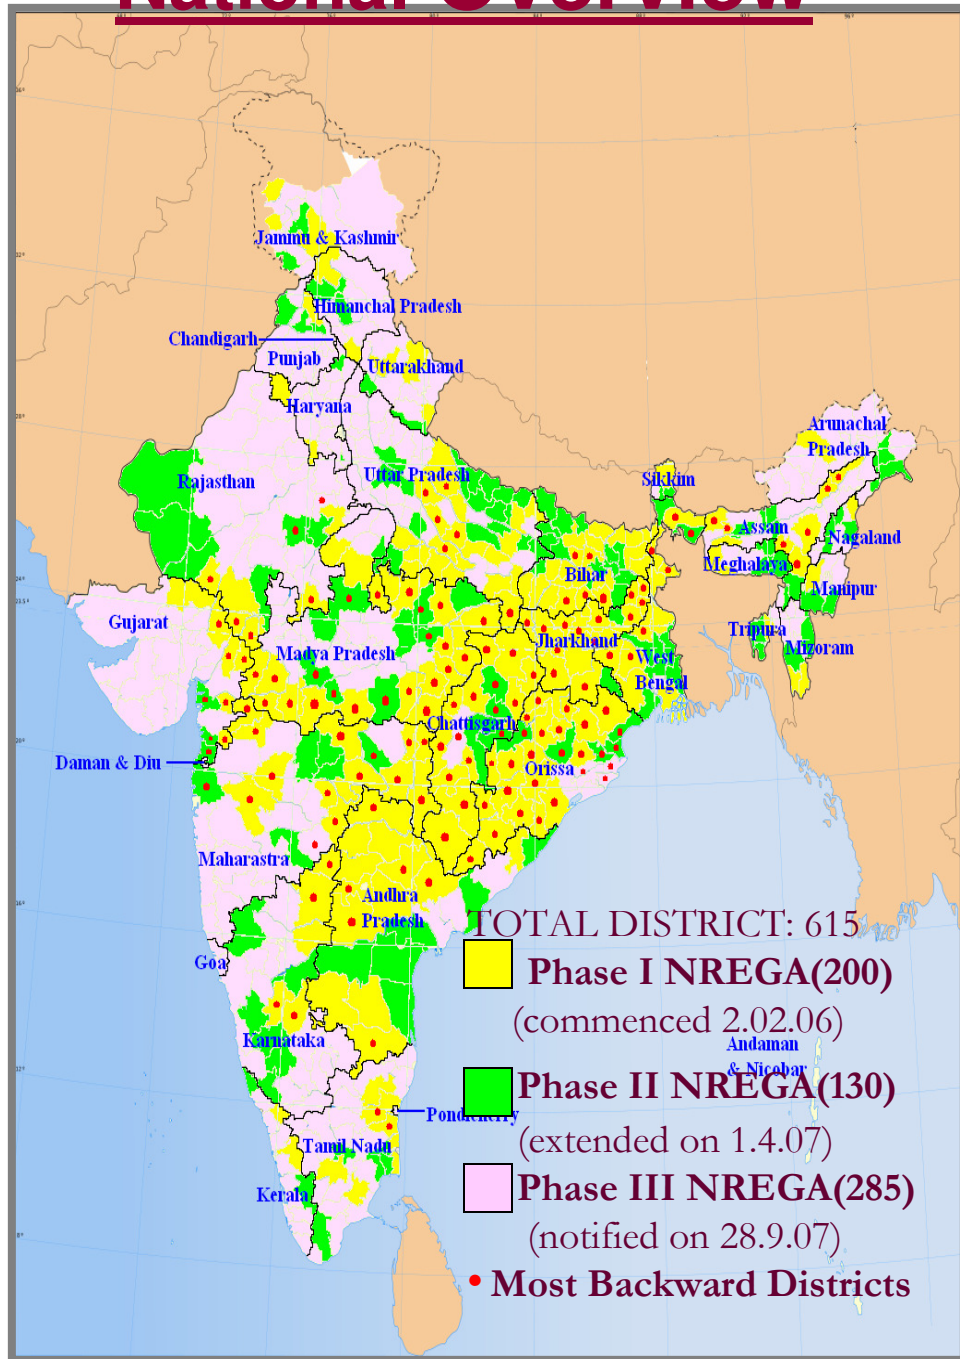 National Overview
Jammu & Kashmir
Himanchal Pradesh
Chandigarh
Punjab
Uttarakhand
Haryana
Arunachal
Pradesh
Rajasthan
Uttar Pradesh
Sikkim
Assam
Nagaland
Meghalaya
Bihar
Manipur
Gujarat
Tripura
Jharkhand
Mizoram
Madya Pradesh
West
Bengal
Chattisgarh
Daman & Diu
Orissa
Maharastra
Andhra
Pradesh
TOTAL DISTRICT: 615
Goa
Phase I NREGA(200)
(commenced 2.02.06)
Karnataka
Andaman
& Nicobar
Phase II NREGA(130)
Pondicherry
(extended on 1.4.07)
Tamil Nadu
Kerala
Phase III NREGA(285)
(notified on 28.9.07)
Most Backward Districts